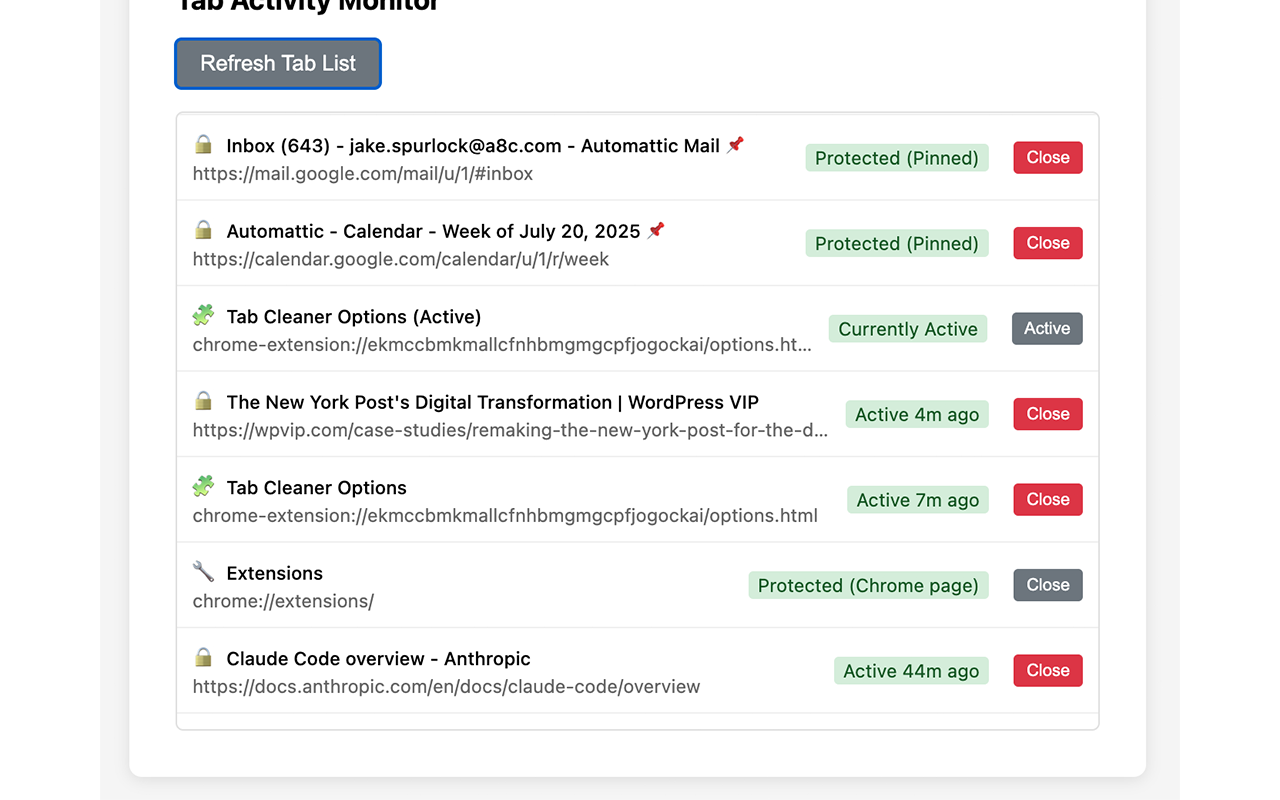 Tab Activity Monitor
Refresh Tab List
Inbox (643) - jake.spurlock@a8c.com - Automattic Mail
https://mail.google.com/mail/u/1/#inbox
Protected (Pinned)
Close
Automattic - Calendar - Week of July 20, 2025
https://calendar.google.com/calendar/u/1/r/week
Protected (Pinned)
Close
Tab Cleaner Options (Active)
chrome-extension://ekmccbmkmallcfnhbmgmgcpfjogockai/options.ht...
Currently Active
Active
The New York Post's Digital Transformation | WordPress VIP
https://wpvip.com/case-studies/remaking-the-new-york-post-for-the-d...
Active 4m ago
Close
Tab Cleaner Options
chrome-extension://ekmccbmkmallcfnhbmgmgcpfjogockai/options.html
Active 7m ago
Close
Extensions
chrome://extensions/
Protected (Chrome page)
Close
Claude Code overview - Anthropic
https://docs.anthropic.com/en/docs/claude-code/overview
Active 44m ago
Close